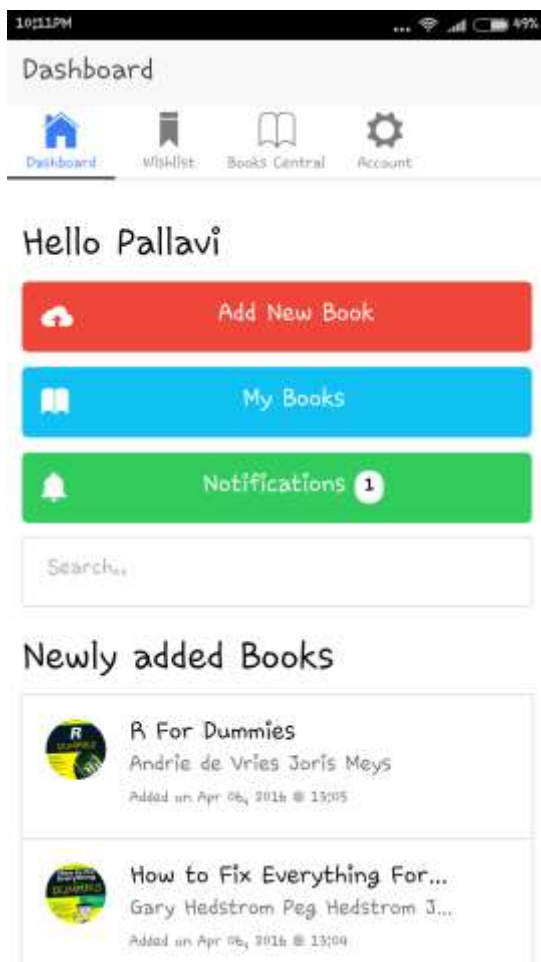 10:11PM ... 49%
Dashboard
Dashboard Wishlist Books Central Account
Hello Pallavi
Add New Book
My Books
Notifications 1
Search..
Newly added Books
R
R For Dummies
Andrie de Vries Joris Meys
Added on Apr 06, 2016 @ 13:05
How to Fix Everything For...
Gary Hedstrom Peg Hedstrom J...
Added on Apr 06, 2016 @ 13:04